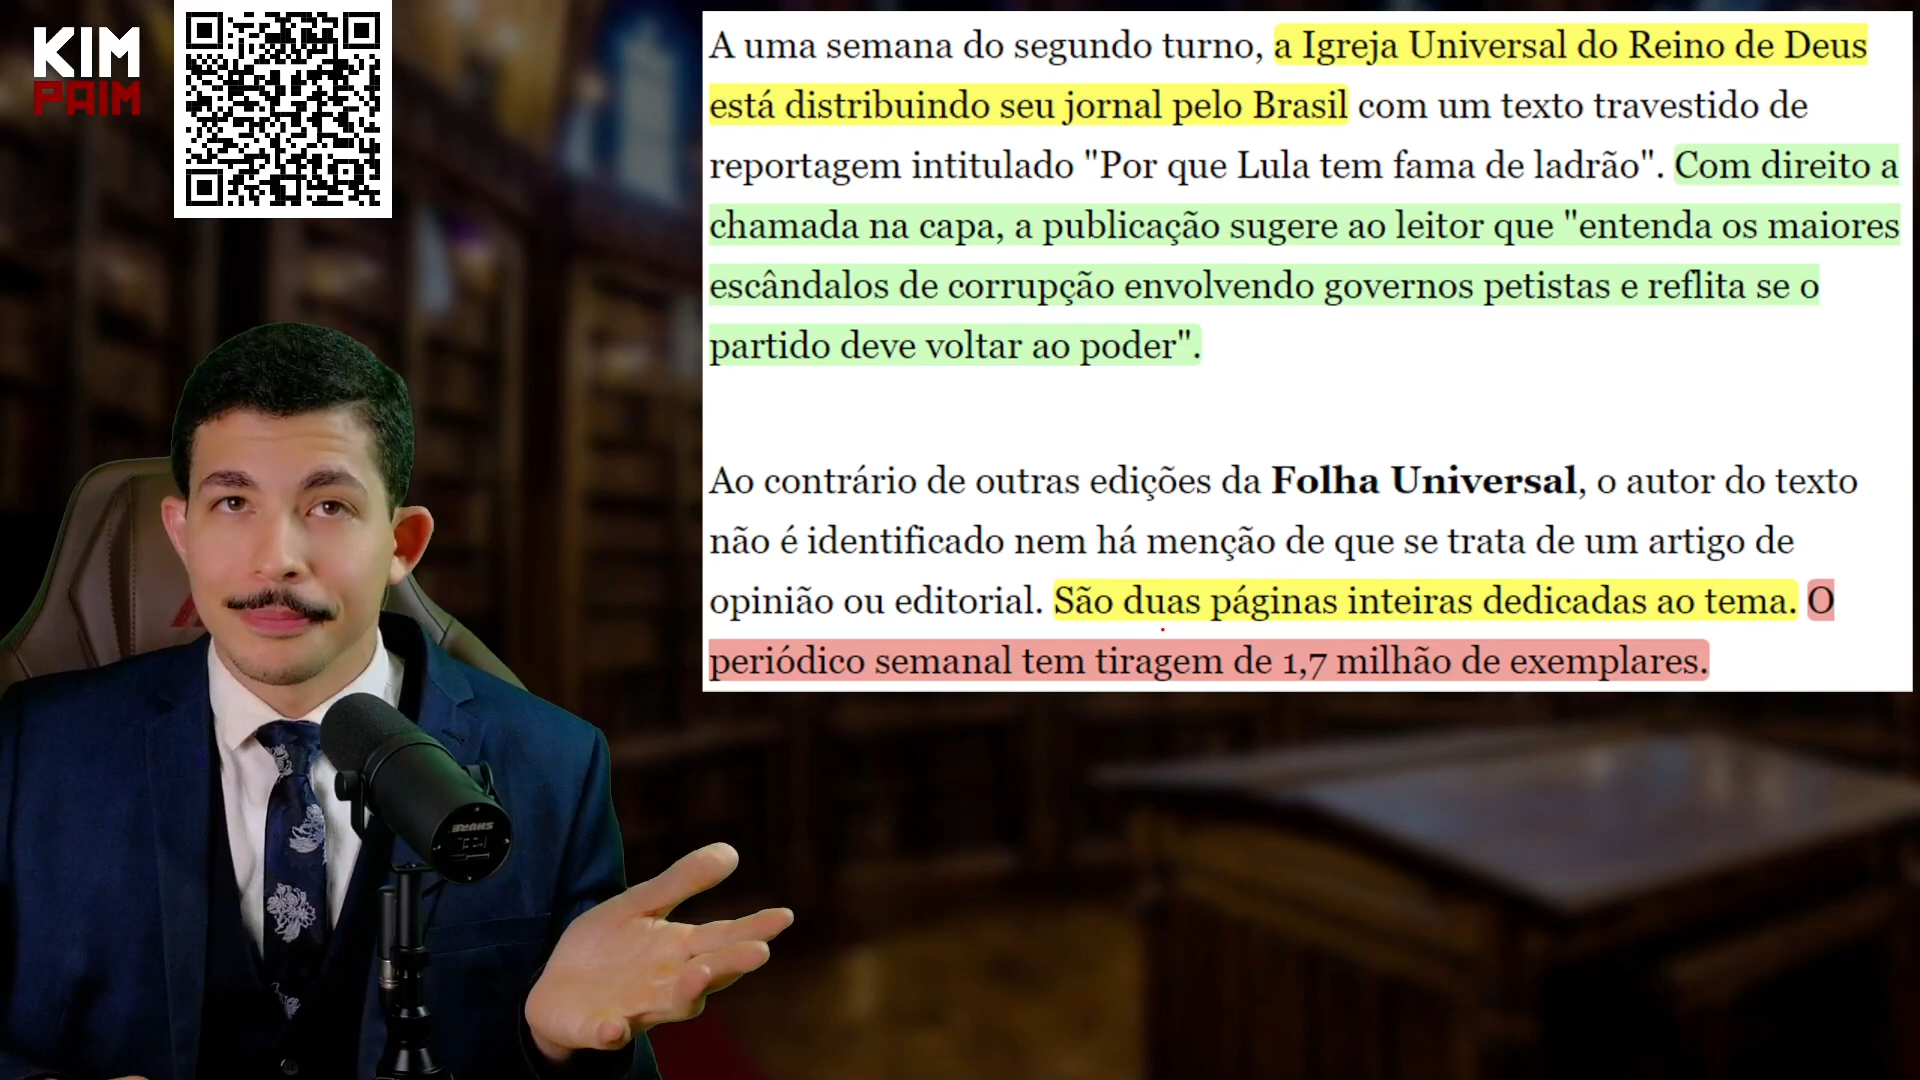 KIM
PAIM
A uma semana do segundo turno, a Igreja Universal do Reino de Deus
está distribuindo seu jornal pelo Brasil com um texto travestido de
reportagem intitulado "Por que Lula tem fama de ladrão". Com direito a
chamada na capa, a publicação sugere ao leitor que "entenda os maiores
escândalos de corrupção envolvendo governos petistas e reflita se o
partido deve voltar ao poder".
Ao contrário de outras edições da Folha Universal, o autor do texto
não é identificado nem há menção de que se trata de um artigo de
opinião ou editorial. São duas páginas inteiras dedicadas ao tema. O
periódico semanal tem tiragem de 1,7 milhão de exemplares.
SHURE